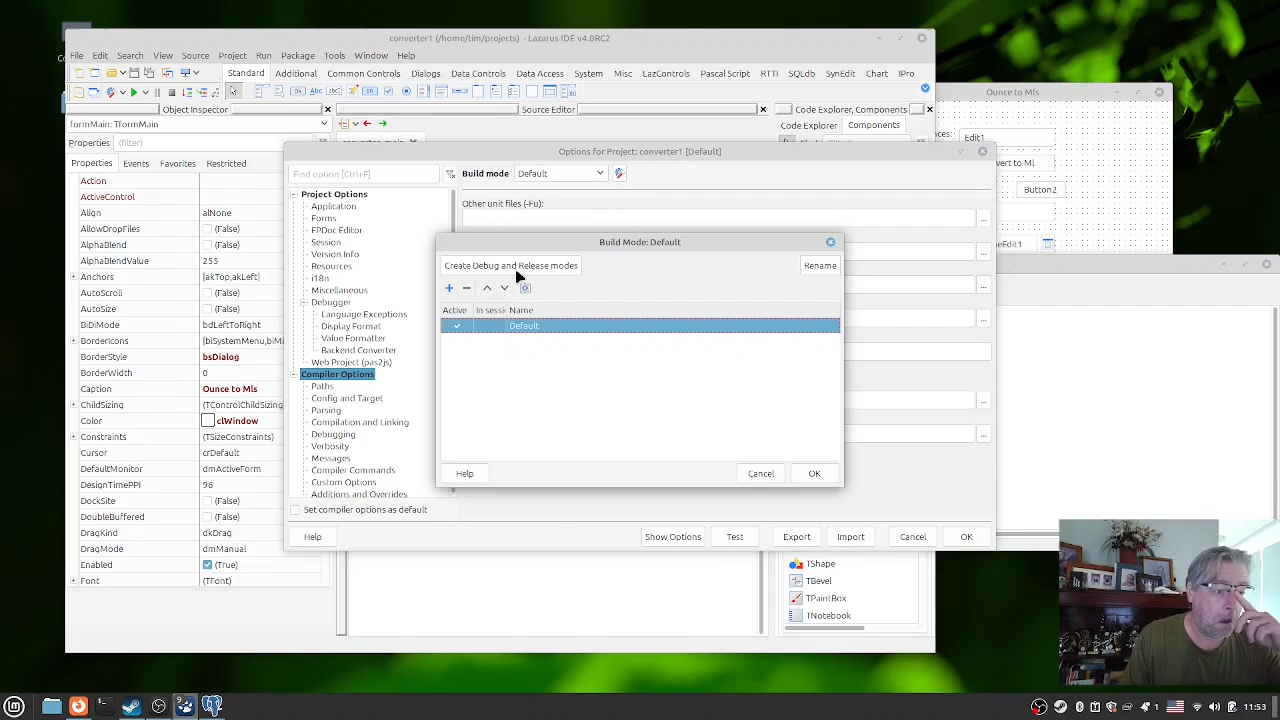 converter1 (/home/tim/projects) - Lazarus IDE v4.0RC2
File Edit Search View Source Project Run Package Tools Window Help
Standard Additional Common Controls Dialogs Data Controls Data Access System Misc LazControls Pascal Script RTTI SQLdb SynEdit Chart IPro
Object Inspector
Source Editor
Code Explorer, Components
formMain: TformMain
Code Explorer Components
Properties (filter)
Properties Events Favorites Restricted
Action
ActiveControl
Align alNone
AllowDropFiles (False)
AlphaBlend (False)
AlphaBlendValue 255
Anchors [akTop,akLeft]
AutoScroll (False)
AutoSize (False)
BiDiMode bdLeftToRight
BorderIcons [biSystemMenu,biMi
BorderStyle bsDialog
BorderWidth 0
Caption Ounce to Mls
ChildSizing (TControlChildSizing
Color clWindow
Constraints (TSizeConstraints)
Cursor crDefault
DefaultMonitor dmActiveForm
DesignTimePPI 96
DockSite (False)
DoubleBuffered (False)
DragKind dkDrag
DragMode dmManual
Enabled (True)
Font (TFont)
Options for Project: converter1 [Default]
Find option [Ctrl+F]
Build mode Default
Project Options
Application
Forms
FPDoc Editor
Session
Version Info
Resources
i18n
Miscellaneous
Debugger
Language Exceptions
Display Format
Value Formatter
Backend Converter
Web Project (pas2js)
Compiler Options
Paths
Config and Target
Parsing
Compilation and Linking
Debugging
Verbosity
Messages
Compiler Commands
Custom Options
Additions and Overrides
Set compiler options as default
Other unit files (-Fu):
...
...
...
...
...
...
Help Show Options Test Export Import Cancel OK
Build Mode: Default
Create Debug and Release modes Rename
Active In sessi Name
Default
Help Cancel OK
Ounce to Mls
Edit1
Button2
TShape
TBevel
TPaintBox
TNotebook
1
11:53